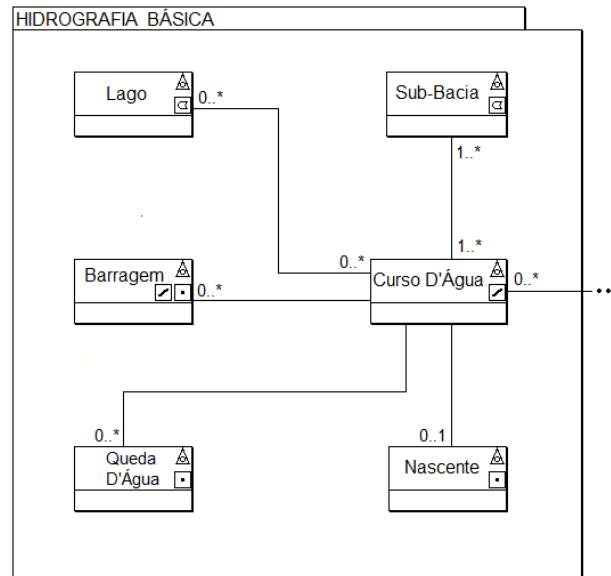 HIDROGRAFIA BÁSICA
Lago
0..*
Sub-Bacia
1..*
1..*
0..*
Barragem
0..*
Curso D'Água
0..*
0..*
Queda
D'Água
0..1
Nascente